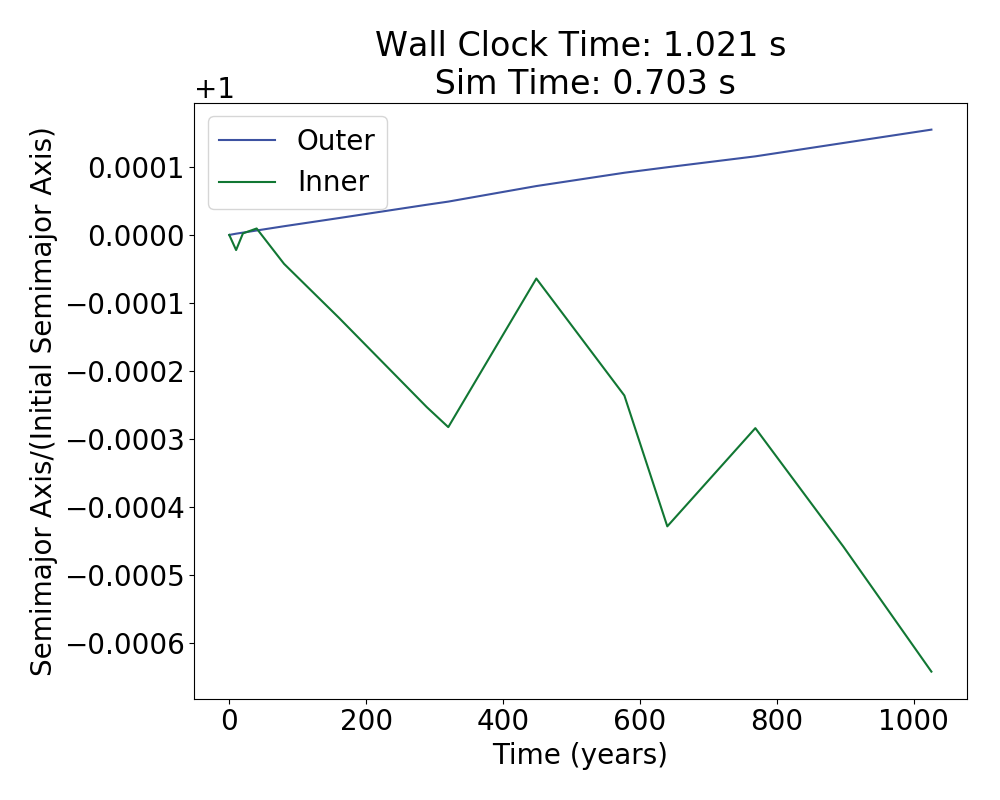 Wall Clock Time: 1.021 s
Sim Time: 0.703 s
+1
Outer
Inner
Semimajor Axis/(Initial Semimajor Axis)
0.0001
0.0000
−0.0001
−0.0002
−0.0003
−0.0004
−0.0005
−0.0006
0 200 400 600 800 1000
Time (years)